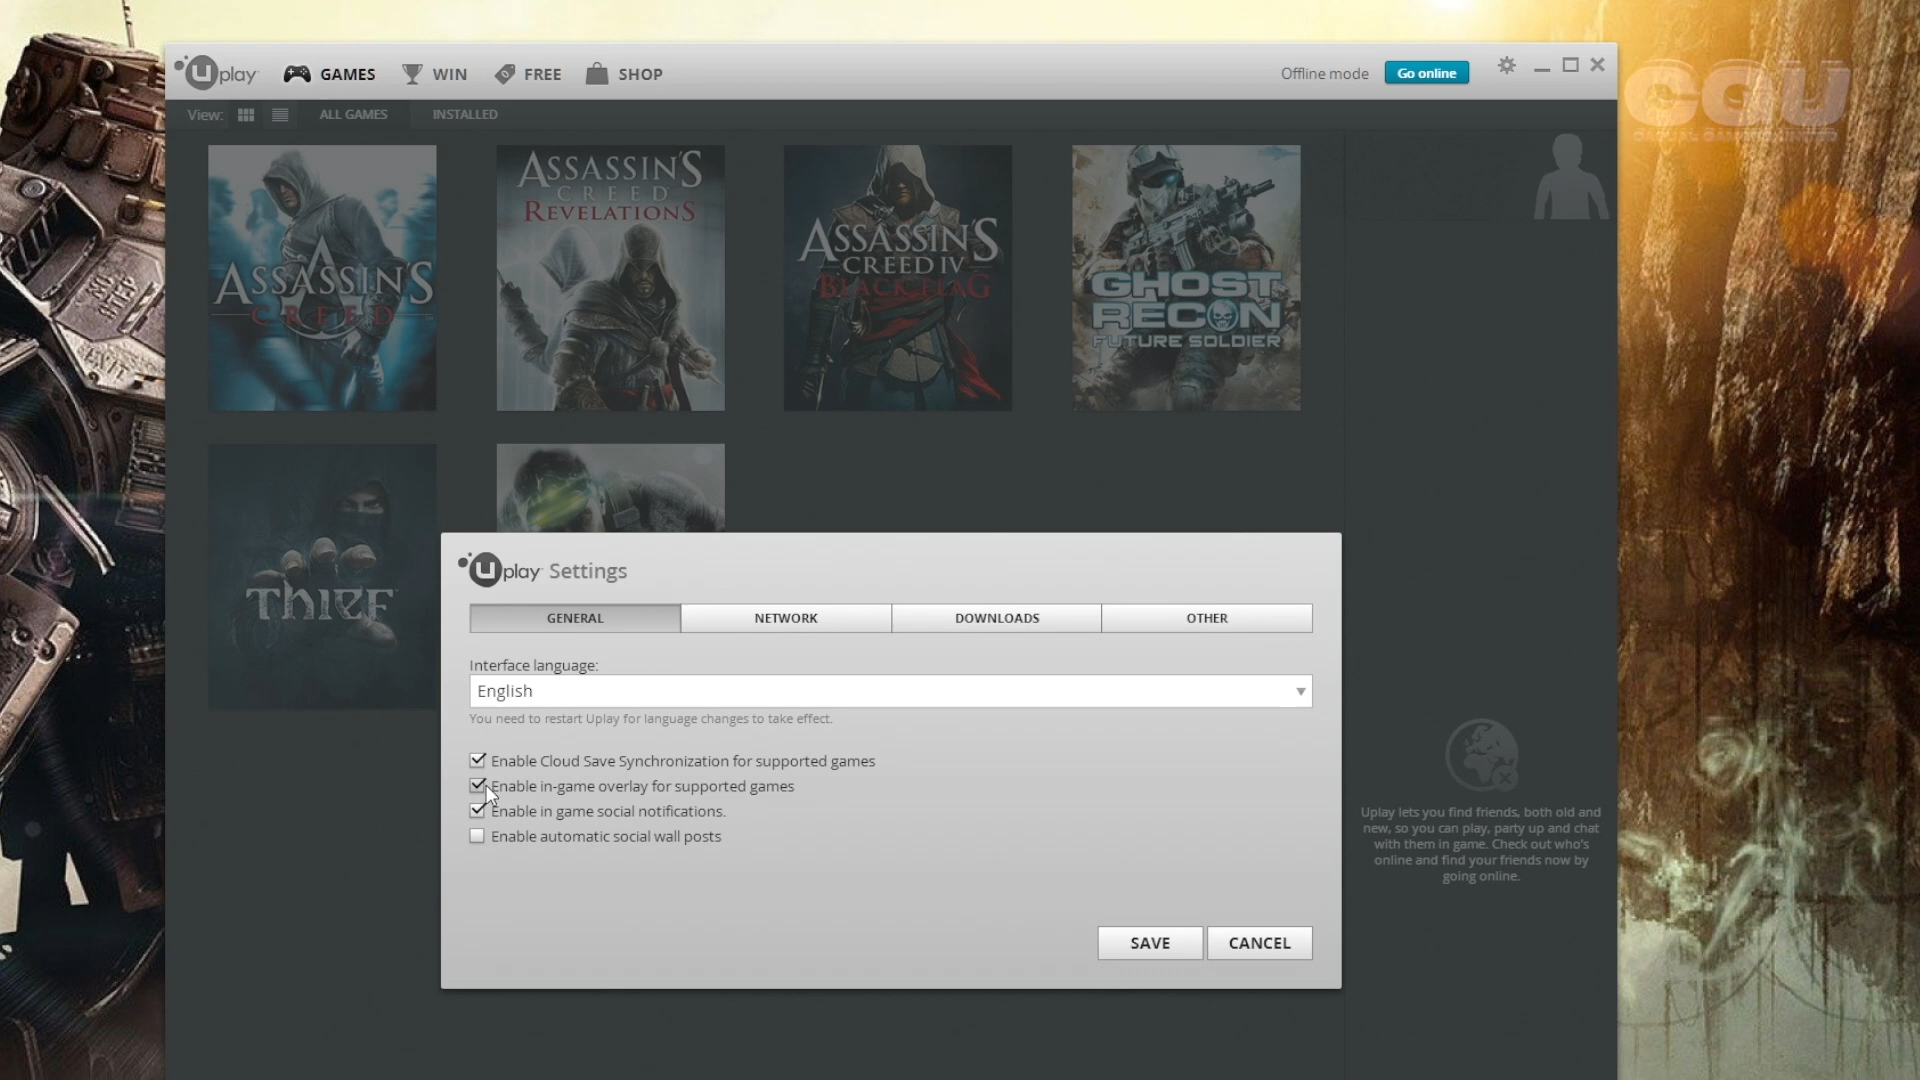 Uplay
GAMES
WIN
FREE
SHOP
Offline mode
Go online
CGU
View:
ALL GAMES
INSTALLED
ASSASSIN'S
CREED
ASSASSIN'S
CREED
REVELATIONS
ASSASSIN'S
CREED IV
BLACK FLAG
GHOST
RECON
FUTURE SOLDIER
THIEF
Uplay Settings
GENERAL
NETWORK
DOWNLOADS
OTHER
Interface language:
English
You need to restart Uplay for language changes to take effect.
Enable Cloud Save Synchronization for supported games
Enable in-game overlay for supported games
Enable in game social notifications.
Enable automatic social wall posts
SAVE
CANCEL
Uplay lets you find friends, both old and
new, so you can play, party up and chat
with them in game. Check out who's
online and find your friends now by
going online.